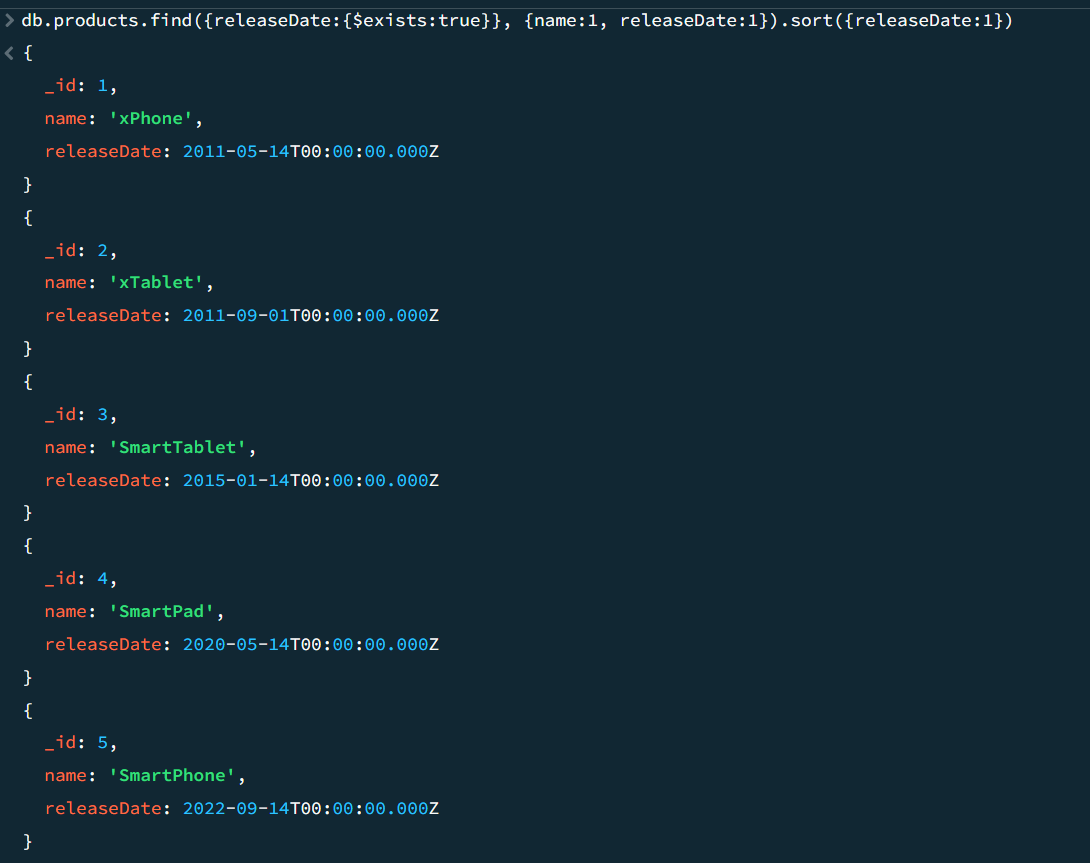 db.products.find({releaseDate:{$exists:true}}, {name:1, releaseDate:1}).sort({releaseDate:1})
{
_id: 1,
name: 'xPhone',
releaseDate: 2011-05-14T00:00:00.000Z
}
{
_id: 2,
name: 'xTablet',
releaseDate: 2011-09-01T00:00:00.000Z
}
{
_id: 3,
name: 'SmartTablet',
releaseDate: 2015-01-14T00:00:00.000Z
}
{
_id: 4,
name: 'SmartPad',
releaseDate: 2020-05-14T00:00:00.000Z
}
{
_id: 5,
name: 'SmartPhone',
releaseDate: 2022-09-14T00:00:00.000Z
}